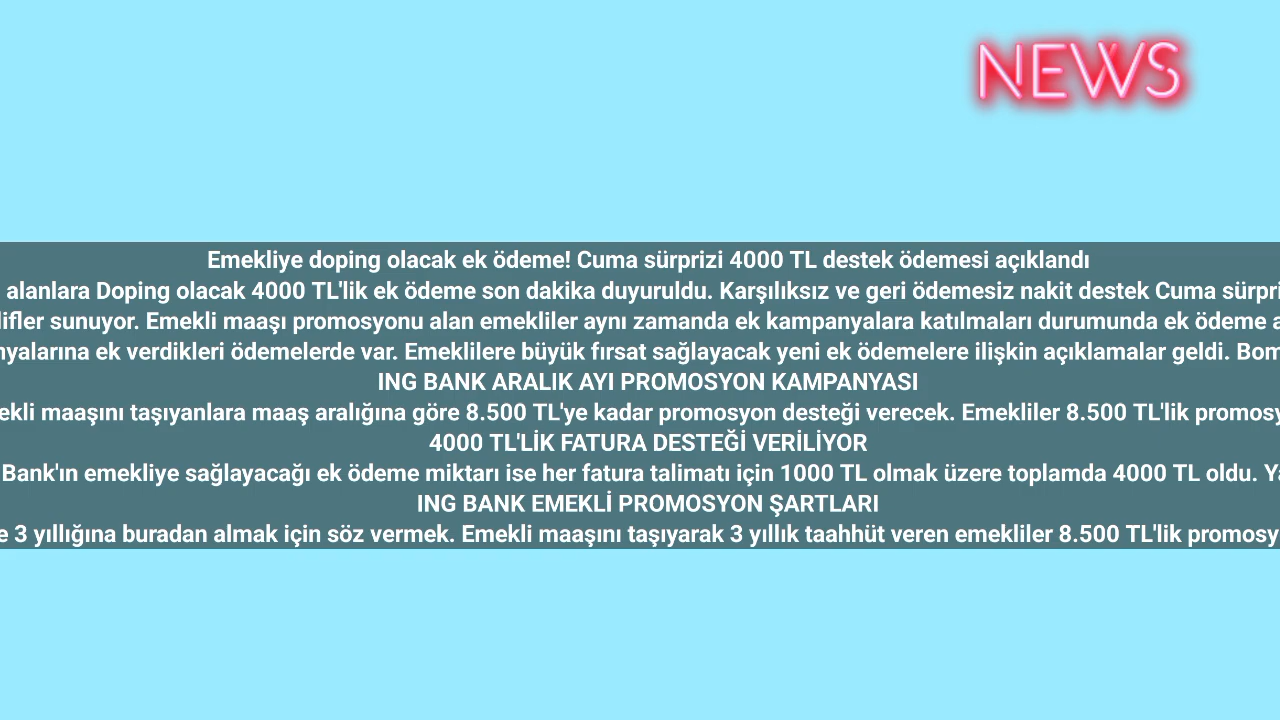 NEWS
Emekliye doping olacak ek ödeme! Cuma sürprizi 4000 TL destek ödemesi açıklandı
alanlara Doping olacak 4000 TL'lik ek ödeme son dakika duyuruldu. Karşılıksız ve geri ödemesiz nakit destek Cuma sürpri
lifler sunuyor. Emekli maaşı promosyonu alan emekliler aynı zamanda ek kampanyalara katılmaları durumunda ek ödeme a
nyalarına ek verdikleri ödemelerde var. Emeklilere büyük fırsat sağlayacak yeni ek ödemelere ilişkin açıklamalar geldi. Bom
ING BANK ARALIK AYI PROMOSYON KAMPANYASI
ekli maaşını taşıyanlara maaş aralığına göre 8.500 TL'ye kadar promosyon desteği verecek. Emekliler 8.500 TL'lik promosy
4000 TL'LİK FATURA DESTEĞİ VERİLİYOR
Bank'ın emekliye sağlayacağı ek ödeme miktarı ise her fatura talimatı için 1000 TL olmak üzere toplamda 4000 TL oldu. Ya
ING BANK EMEKLİ PROMOSYON ŞARTLARI
e 3 yıllığına buradan almak için söz vermek. Emekli maaşını taşıyarak 3 yıllık taahhüt veren emekliler 8.500 TL'lik promosy